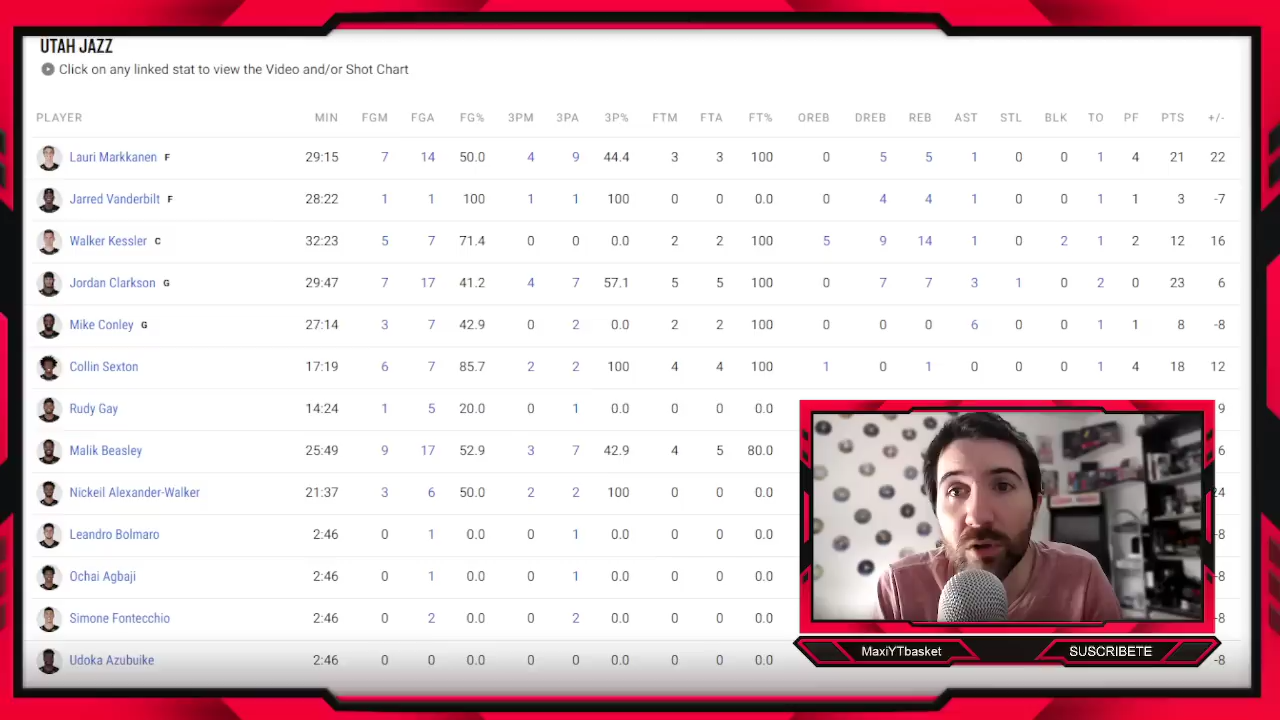 UTAH JAZZ
Click on any linked stat to view the Video and/or Shot Chart
PLAYER MIN FGM FGA FG% 3PM 3PA 3P% FTM FTA FT% OREB DREB REB AST STL BLK TO PF PTS +/-
Lauri Markkanen F 29:15 7 14 50.0 4 9 44.4 3 3 100 0 5 5 1 0 0 1 4 21 22
Jarred Vanderbilt F 28:22 1 1 100 1 1 100 0 0 0.0 0 4 4 1 0 0 1 1 3 -7
Walker Kessler C 32:23 5 7 71.4 0 0 0.0 2 2 100 5 9 14 1 0 2 1 2 12 16
Jordan Clarkson G 29:47 7 17 41.2 4 7 57.1 5 5 100 0 7 7 3 1 0 2 0 23 6
Mike Conley G 27:14 3 7 42.9 0 2 0.0 2 2 100 0 0 0 6 0 0 1 1 8 -8
Collin Sexton 17:19 6 7 85.7 2 2 100 4 4 100 1 0 1 0 0 0 1 4 18 12
Rudy Gay 14:24 1 5 20.0 0 1 0.0 0 0 0.0 9
Malik Beasley 25:49 9 17 52.9 3 7 42.9 4 5 80.0 6
Nickeil Alexander-Walker 21:37 3 6 50.0 2 2 100 0 0 0.0 24
Leandro Bolmaro 2:46 0 1 0.0 0 1 0.0 0 0 0.0 -8
Ochai Agbaji 2:46 0 1 0.0 0 1 0.0 0 0 0.0 -8
Simone Fontecchio 2:46 0 2 0.0 0 2 0.0 0 0 0.0 -8
Udoka Azubuike 2:46 0 0 0.0 0 0 0.0 0 0 0.0 -8
MaxiYTbasket
SUSCRIBETE